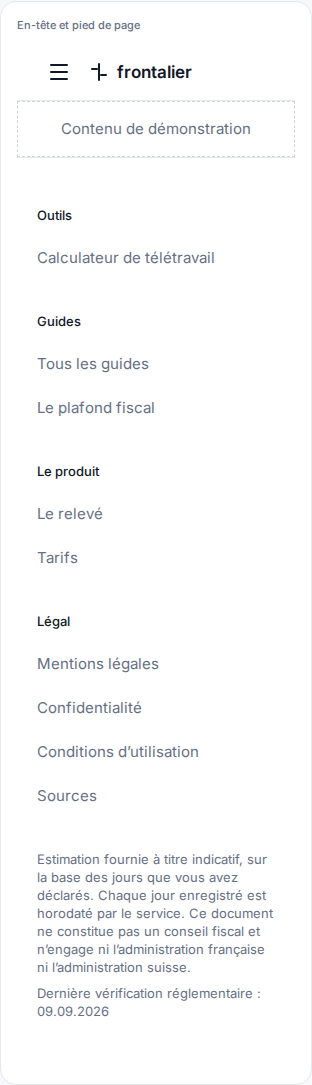 En-tête et pied de page
frontalier
Contenu de démonstration
Outils
Calculateur de télétravail
Guides
Tous les guides
Le plafond fiscal
Le produit
Le relevé
Tarifs
Légal
Mentions légales
Confidentialité
Conditions d’utilisation
Sources
Estimation fournie à titre indicatif, sur
la base des jours que vous avez
déclarés. Chaque jour enregistré est
horodaté par le service. Ce document
ne constitue pas un conseil fiscal et
n’engage ni l’administration française
ni l’administration suisse.
Dernière vérification réglementaire :
09.09.2026